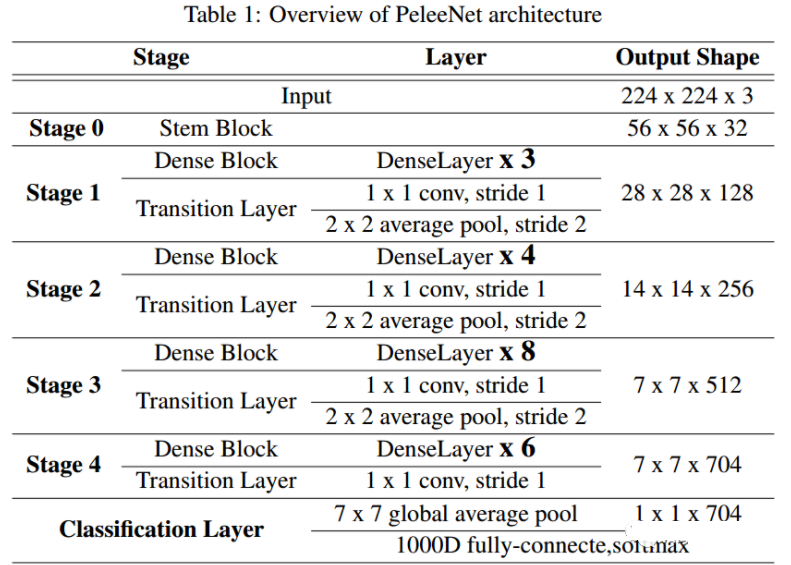 Table 1: Overview of PeleeNet architecture
Stage Layer Output Shape
Input 224 x 224 x 3
Stage 0 Stem Block 56 x 56 x 32
Dense Block DenseLayer x 3
Stage 1 Transition Layer 1 x 1 conv, stride 1 28 x 28 x 128
2 x 2 average pool, stride 2
Dense Block DenseLayer x 4
Stage 2 Transition Layer 1 x 1 conv, stride 1 14 x 14 x 256
2 x 2 average pool, stride 2
Dense Block DenseLayer x 8
Stage 3 Transition Layer 1 x 1 conv, stride 1 7 x 7 x 512
2 x 2 average pool, stride 2
Dense Block DenseLayer x 6
Stage 4 7 x 7 x 704
Transition Layer 1 x 1 conv, stride 1
7 x 7 global average pool 1 x 1 x 704
Classification Layer
1000D fully-connecte,softmax